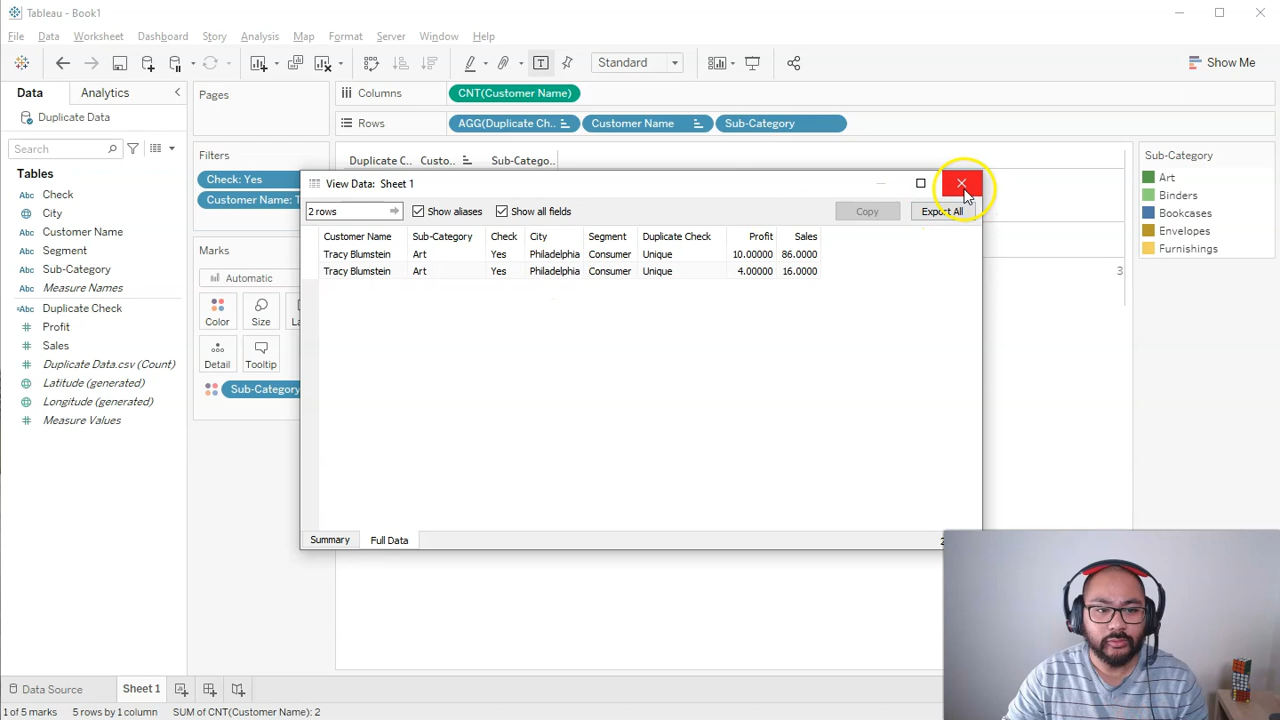 Tableau - Book1
File Data Worksheet Dashboard Story Analysis Map Format Server Window Help
Standard
Show Me
Data Analytics
Pages
Columns
CNT(Customer Name)
Duplicate Data
Rows
AGG(Duplicate Ch.. Customer Name Sub-Category
Search
Filters
Duplicate C.. Custo.. Sub-Catego..
Sub-Category
Tables
Check: Yes
Art
Check
Customer Name: T
Binders
City
Bookcases
Customer Name
Envelopes
Segment
Marks
Furnishings
Sub-Category
Automatic
3
Measure Names
Duplicate Check
Color Size La
Profit
Sales
Detail Tooltip
Duplicate Data.csv (Count)
Latitude (generated)
Sub-Category
Longitude (generated)
Measure Values
View Data: Sheet 1
2 rows
Show aliases
Show all fields
Copy
Export All
Customer Name Sub-Category Check City Segment Duplicate Check Profit Sales
Tracy Blumstein Art Yes Philadelphia Consumer Unique 10.00000 86.0000
Tracy Blumstein Art Yes Philadelphia Consumer Unique 4.00000 16.0000
Summary Full Data
Data Source Sheet 1
1 of 5 marks 5 rows by 1 column SUM of CNT(Customer Name): 2